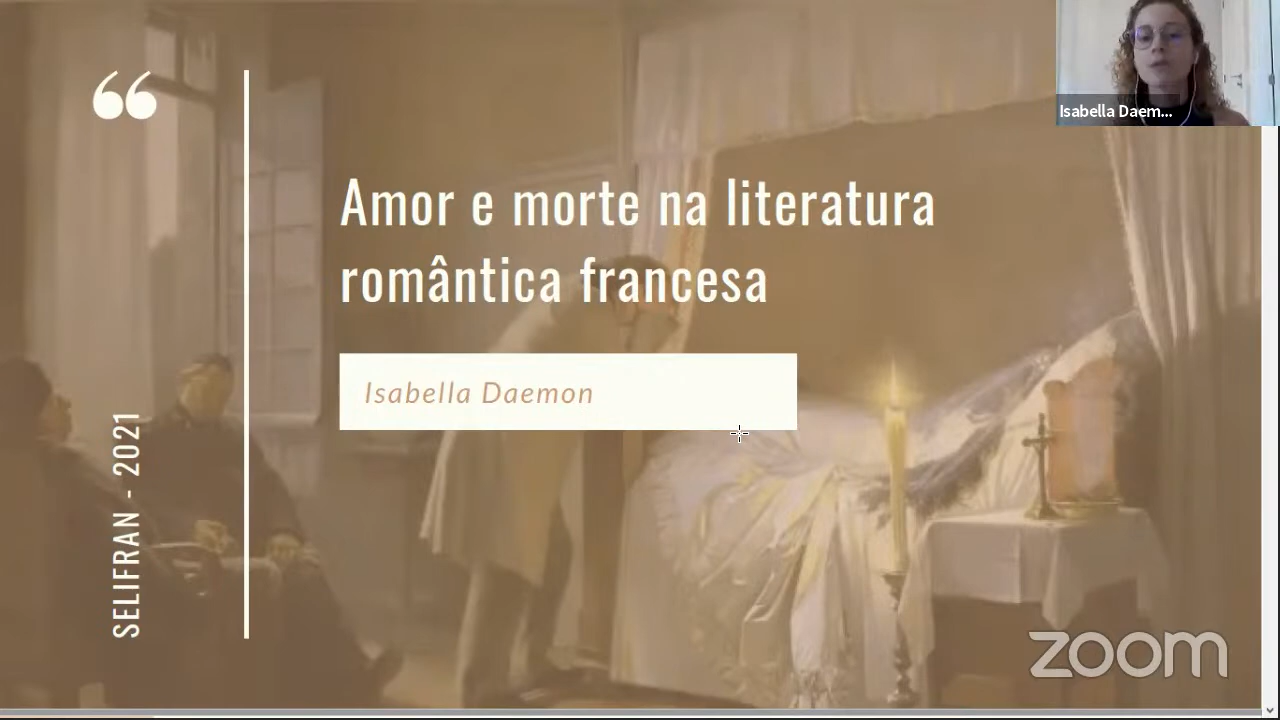 Isabella Daem...
“
Amor e morte na literatura
romântica francesa
Isabella Daemon
SELIFRAN - 2021
zoom